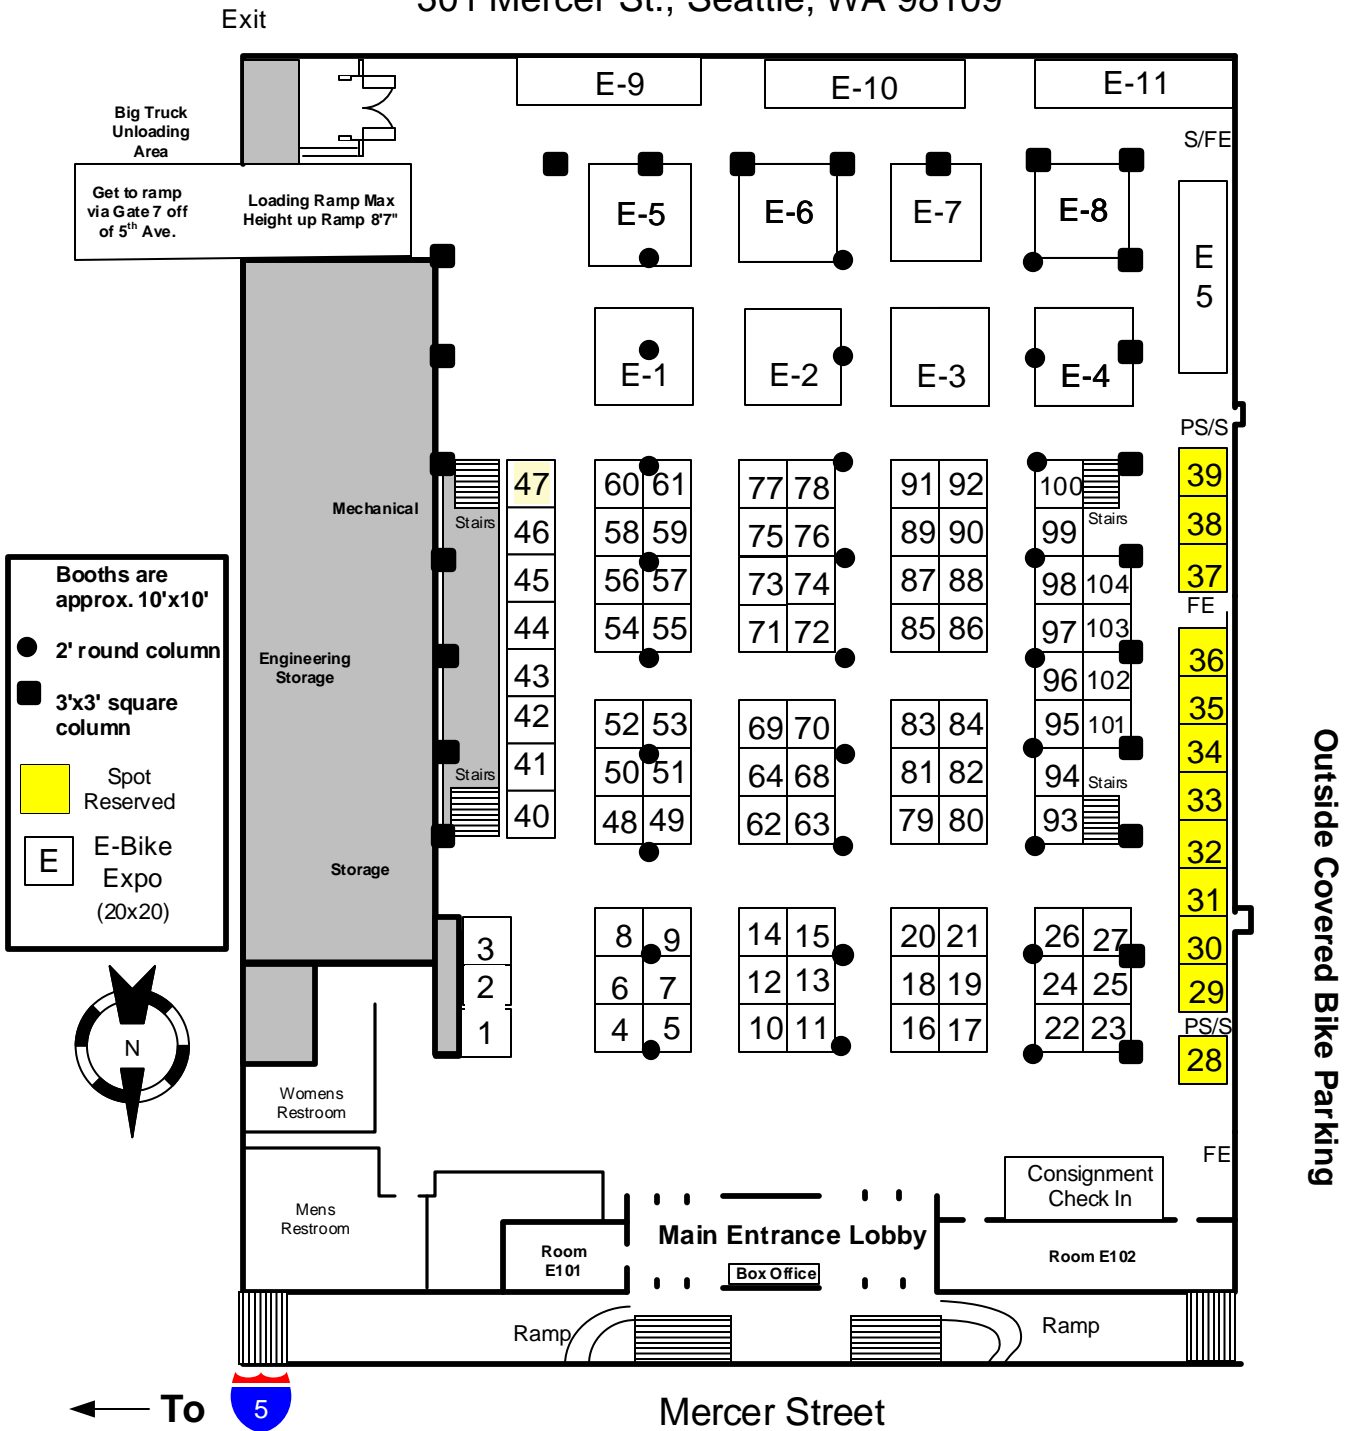 301 Mercer St., Seattle, WA 98109
Exit
E-9
E-10
E-11
Big Truck
Unloading
Area
S/FE
Get to ramp
via Gate 7 off
of 5th Ave.
Loading Ramp Max
Height up Ramp 8'7"
E-5
E-6
E-7
E-8
E
5
E-1
E-2
E-3
E-4
PS/S
47
60 61
77 78
91 92
100
39
Mechanical
Stairs
46
58 59
75 76
89 90
99
Stairs
38
45
56 57
73 74
87 88
98 104
37
FE
44
54 55
71 72
85 86
97 103
36
43
96 102
35
42
52 53
69 70
83 84
95 101
34
41
50 51
64 68
81 82
94
Stairs
33
Stairs
40
48 49
62 63
79 80
93
32
31
Booths are
approx. 10'x10'
2' round column
3'x3' square
column
Spot
Reserved
E
E-Bike
Expo
(20x20)
Engineering
Storage
Storage
3
8 9
14 15
20 21
26 27
30
2
6 7
12 13
18 19
24 25
29
1
4 5
10 11
16 17
22 23
PS/S
28
N
Womens
Restroom
FE
Mens
Restroom
Consignment
Check In
Room
E101
Main Entrance Lobby
Box Office
Room E102
Ramp
Ramp
Outside Covered Bike Parking
To
5
Mercer Street